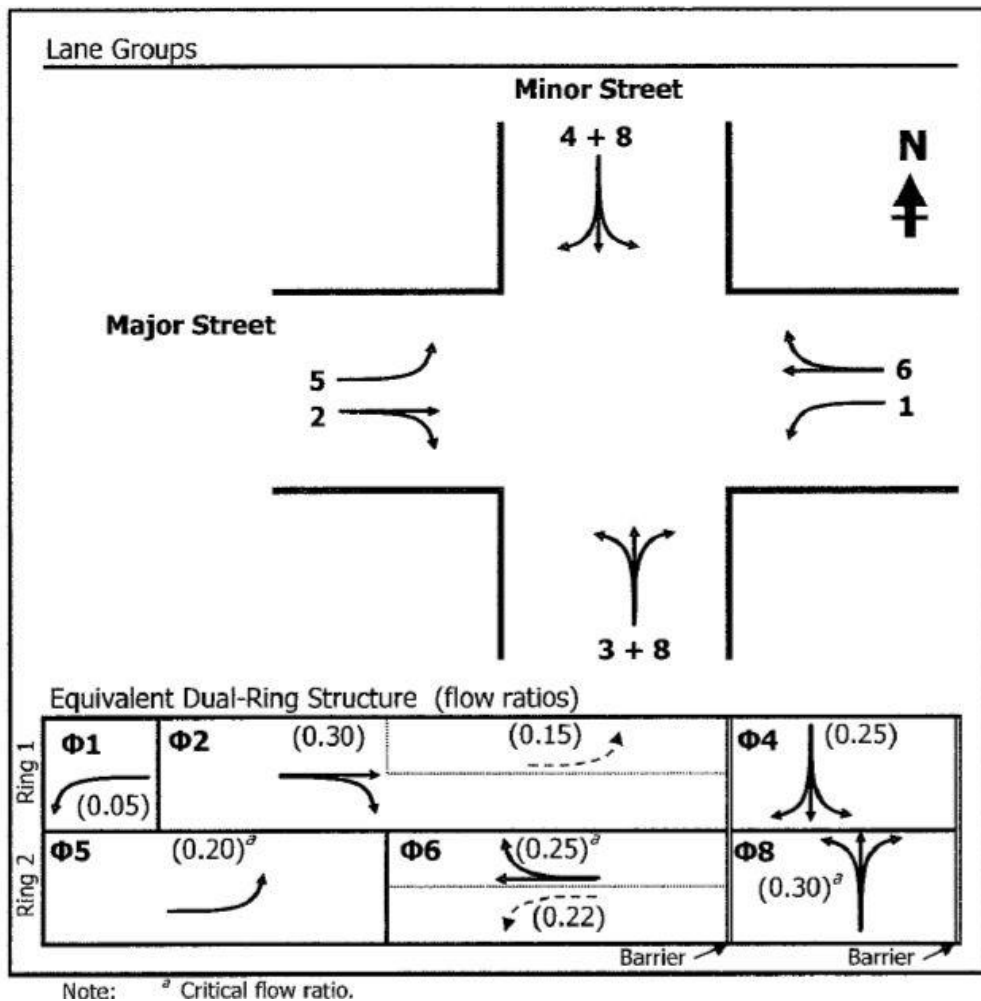 Lane Groups
Minor Street
4 + 8
N
Major Street
5
6
2
1
3 + 8
Equivalent Dual-Ring Structure (flow ratios)
Ring 1
Φ1
Φ2
(0.30)
(0.15)
Φ4
(0.25)
(0.05)
Ring 2
Φ5
(0.20)a
Φ6
(0.25)a
Φ8
(0.30)a
(0.22)
Barrier
Barrier
Note: a Critical flow ratio.